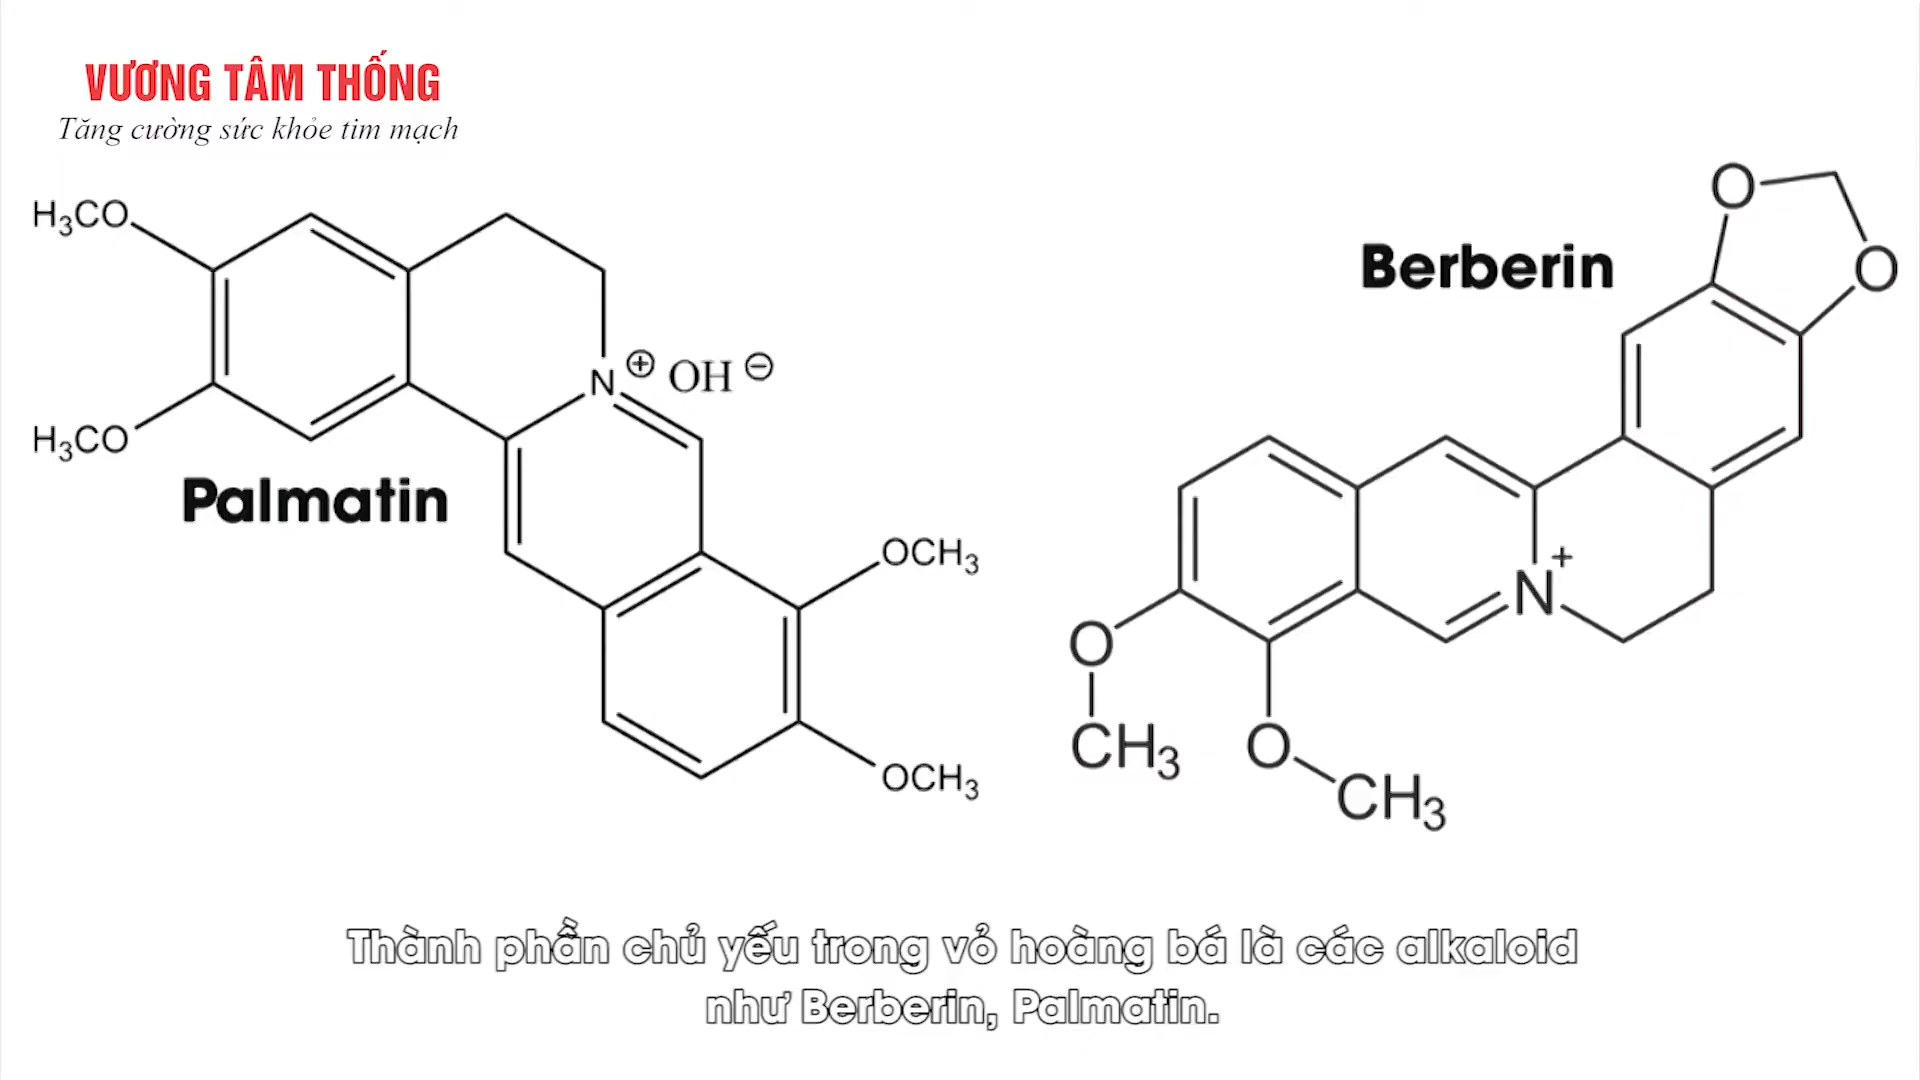 VƯƠNG TÂM THỐNG
Tăng cường sức khỏe tim mạch
H₃CO
H₃CO
N⊕ OH⊖
Palmatin
OCH₃
OCH₃
Berberin
O
O
N+
O
CH₃
O
CH₃
Thành phần chủ yếu trong vỏ hoàng bá là các alkaloid
như Berberin, Palmatin.